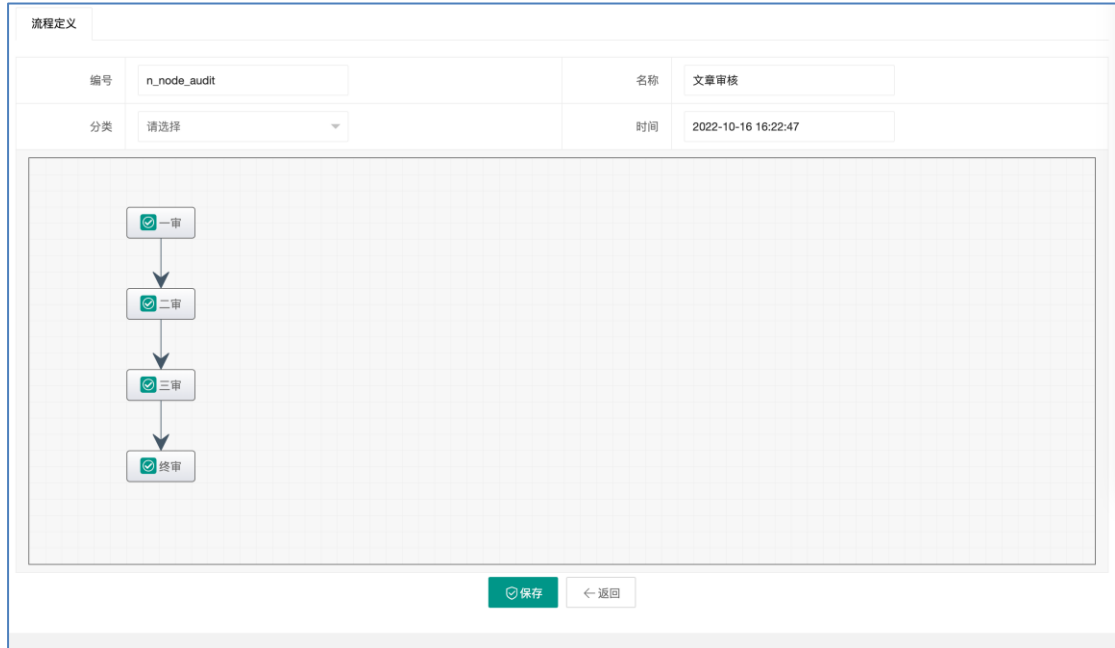 流程定义
编号 n_node_audit 名称 文章审核
分类 请选择 时间 2022-10-16 16:22:47
一审
二审
三审
终审
保存 返回